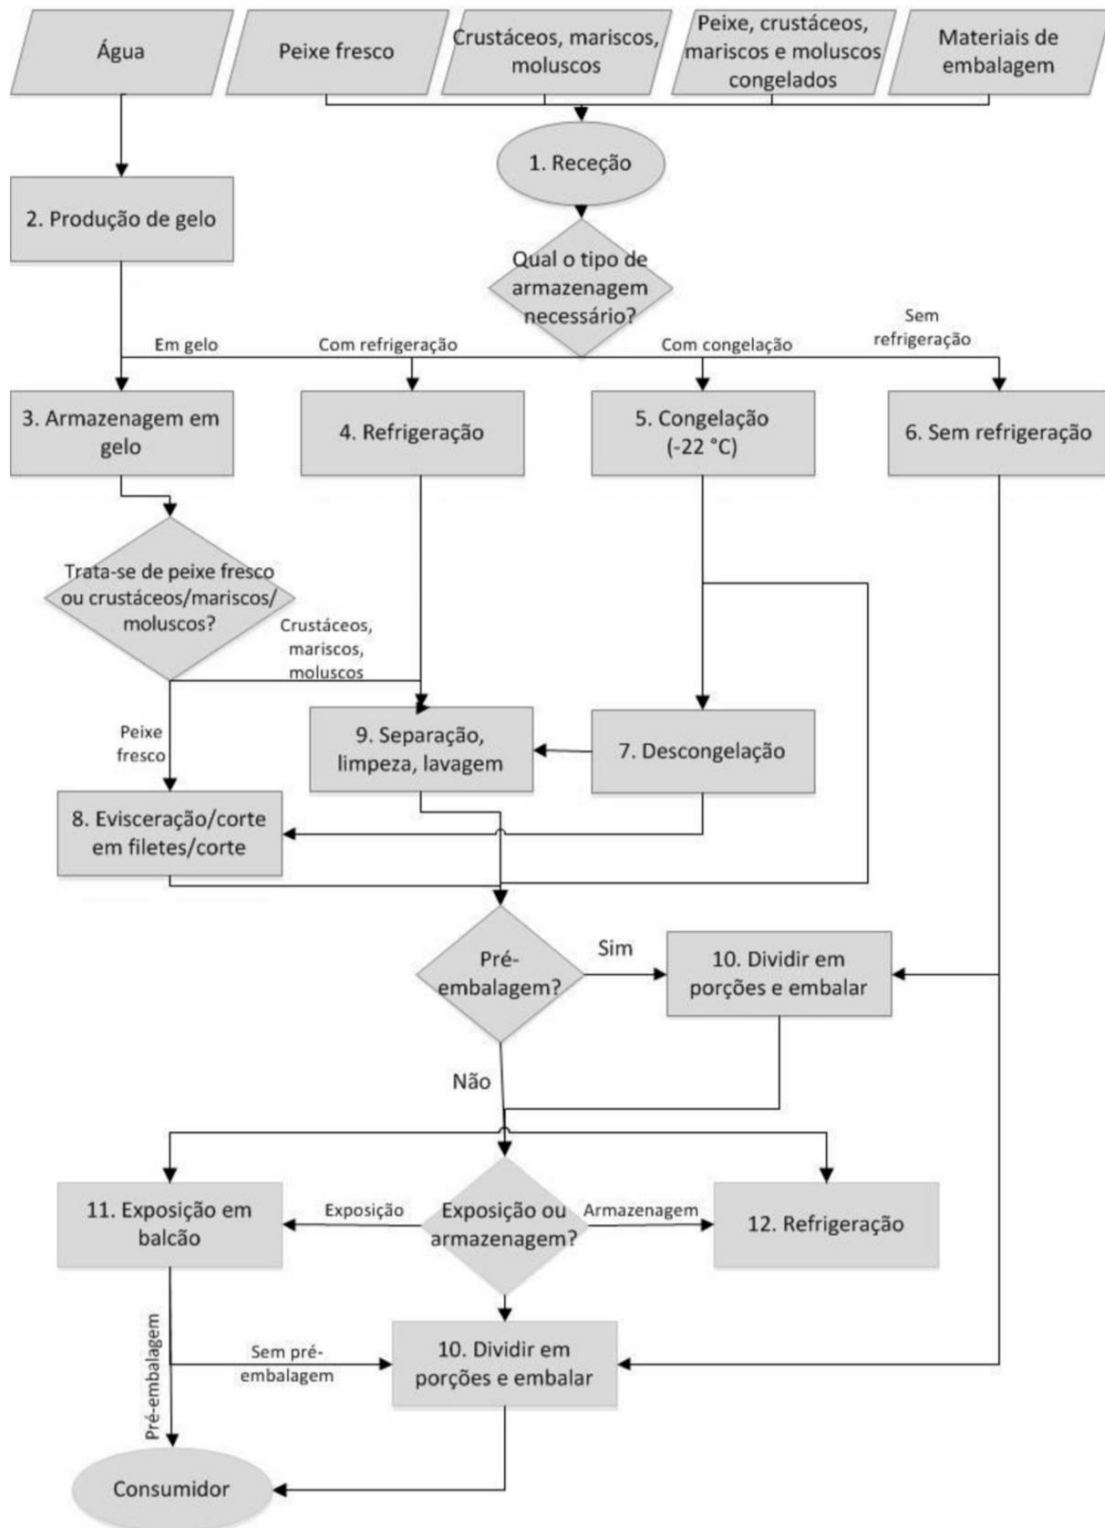 Água
Peixe fresco
Crustáceos, mariscos,
moluscos
Peixe, crustáceos,
mariscos e moluscos
congelados
Materiais de
embalagem
1. Receção
2. Produção de gelo
Qual o tipo de
armazenagem
necessário?
Em gelo
Com refrigeração
Com congelação
Sem
refrigeração
3. Armazenagem em
gelo
4. Refrigeração
5. Congelação
(-22 °C)
6. Sem refrigeração
Trata-se de peixe fresco
ou crustáceos/mariscos/
moluscos?
Crustáceos,
mariscos,
moluscos
Peixe
fresco
9. Separação,
limpeza, lavagem
7. Descongelação
8. Evisceração/corte
em filetes/corte
Pré-
embalagem?
Sim
10. Dividir em
porções e embalar
Não
11. Exposição em
balcão
Exposição
Exposição ou
armazenagem?
Armazenagem
12. Refrigeração
Pré-embalagem
Sem pré-
embalagem
10. Dividir em
porções e embalar
Consumidor